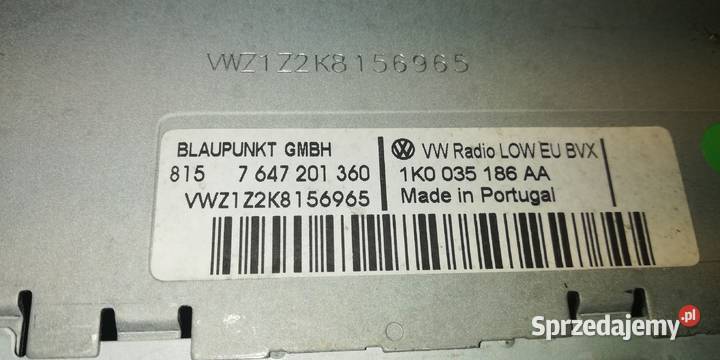 VWZ1Z2K8156965
BLAUPUNKT GMBH
815 7 647 201 360
VWZ1Z2K8156965
VW Radio LOW EU BVX
1K0 035 186 AA
Made in Portugal
Sprzedajemy.pl